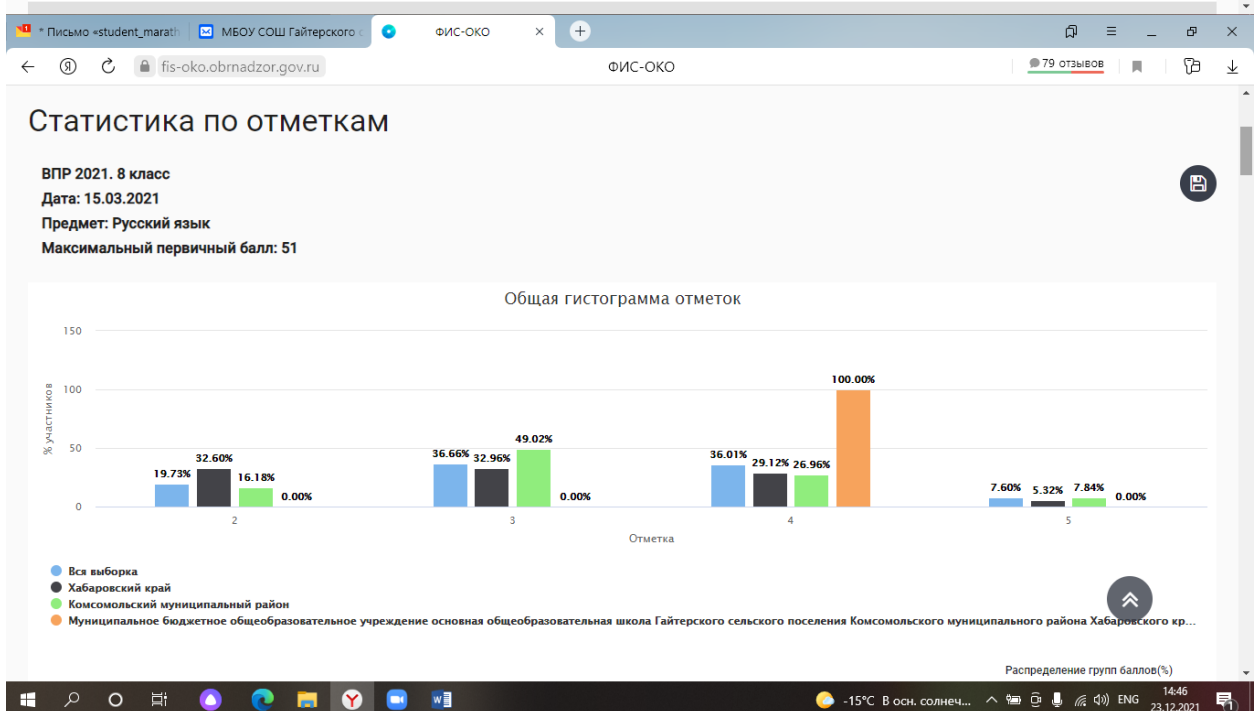 * Письмо «student_marath
МБОУ СОШ Гайтерского с
ФИС-ОКО
fis-oko.obrnadzor.gov.ru
ФИС-ОКО
79 отзывов
Статистика по отметкам
ВПР 2021. 8 класс
Дата: 15.03.2021
Предмет: Русский язык
Максимальный первичный балл: 51
Общая гистограмма отметок
% участников
150
100
50
0
19.73% 32.60% 16.18% 0.00%
36.66% 32.96% 49.02% 0.00%
36.01% 29.12% 26.96% 100.00%
7.60% 5.32% 7.84% 0.00%
2 3 4 5
Отметка
Вся выборка
Хабаровский край
Комсомольский муниципальный район
Муниципальное бюджетное общеобразовательное учреждение основная общеобразовательная школа Гайтерского сельского поселения Комсомольского муниципального района Хабаровского кр...
Распределение групп баллов(%)
-15°C В осн. солнеч... ENG 14:46
23.12.2021